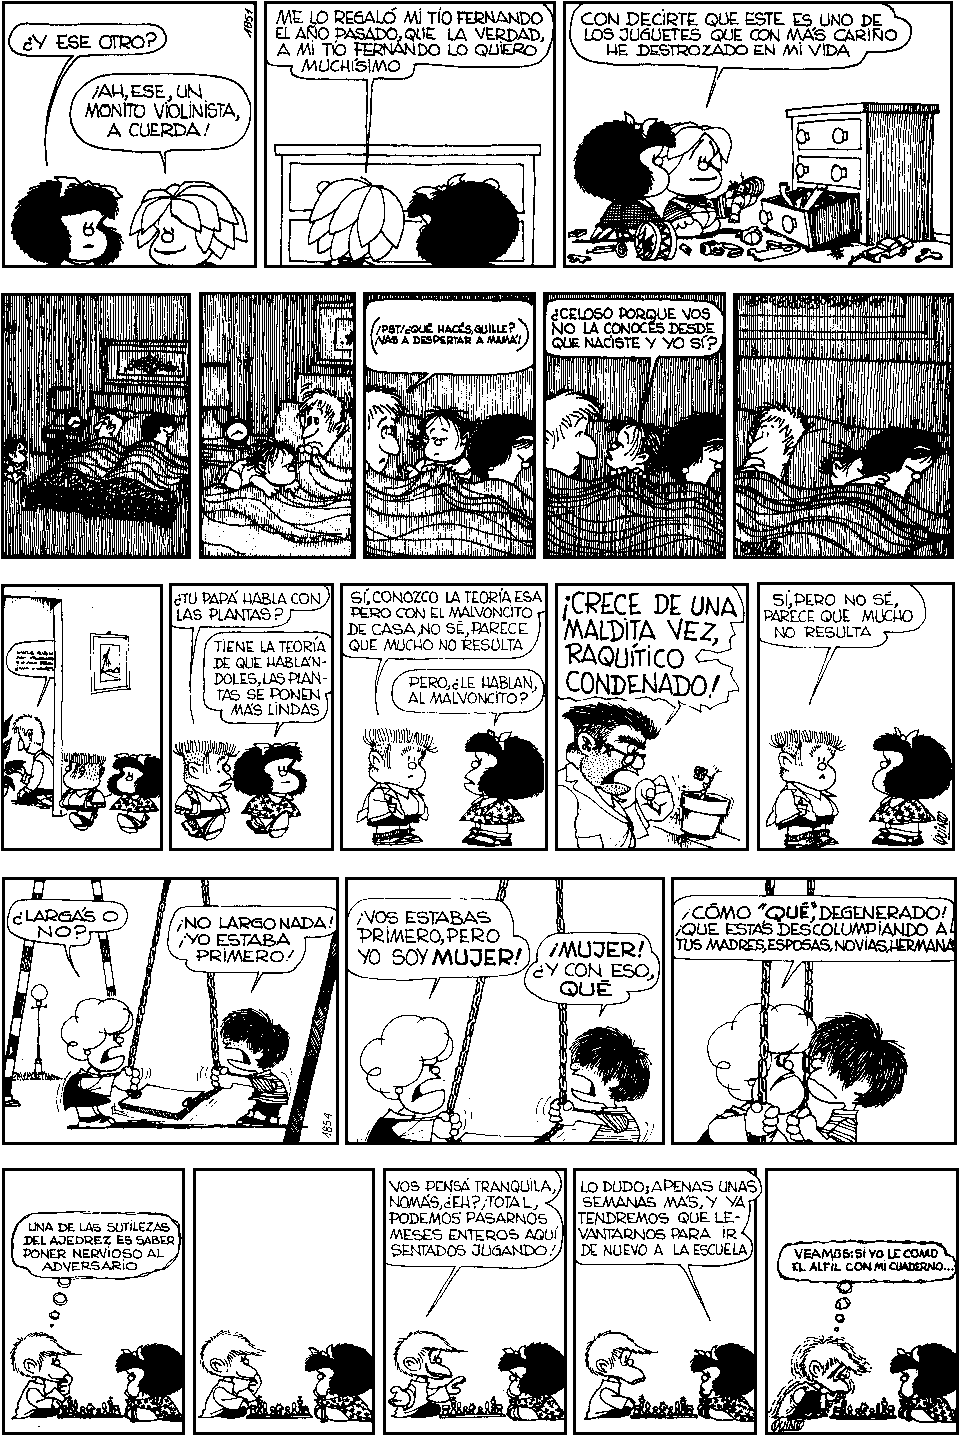 ¿Y ESE OTRO?
¡AH, ESE, UN
MONITO VIOLINISTA,
A CUERDA!
1851
ME LO REGALÓ MI TÍO FERNANDO
EL AÑO PASADO, QUE LA VERDAD,
A MI TÍO FERNANDO LO QUIERO
MUCHÍSIMO
CON DECIRTE QUE ESTE ES UNO DE
LOS JUGUETES QUE CON MÁS CARIÑO
HE DESTROZADO EN MI VIDA
¡PST! ¿QUÉ HACÉS, GUILLE?
¡VAS A DESPERTAR A MAMÁ!
¿CELOSO PORQUE VOS
NO LA CONOCÉS DESDE
QUE NACISTE Y YO SÍ?
QUINO
¿TU PAPÁ HABLA CON
LAS PLANTAS?
TIENE LA TEORÍA
DE QUE HABLÁN-
DOLES, LAS PLAN-
TAS SE PONEN
MÁS LINDAS
SÍ, CONOZCO LA TEORÍA ESA
PERO CON EL MALVONCITO
DE CASA, NO SÉ, PARECE
QUE MUCHO NO RESULTA
PERO, ¿LE HABLAN,
AL MALVONCITO?
¡CRECE DE UNA
MALDITA VEZ,
RAQUÍTICO
CONDENADO!
SÍ, PERO NO SÉ,
PARECE QUE MUCHO
NO RESULTA
QUINO
¿LARGÁS O
NO?
¡NO LARGO NADA!
¡YO ESTABA
PRIMERO!
1854
¡VOS ESTABAS
PRIMERO, PERO
YO SOY MUJER!
¡MUJER!
¿Y CON ESO,
QUÉ
¡CÓMO "QUÉ", DEGENERADO!
¡QUE ESTÁS DESCOLUMPIANDO A
TUS MADRES, ESPOSAS, NOVIAS, HERMANA
UNA DE LAS SUTILEZAS
DEL AJEDREZ ES SABER
PONER NERVIOSO AL
ADVERSARIO
VOS PENSÁ TRANQUILA,
NOMÁS, ¿EH? ¡TOTAL,
PODEMOS PASARNOS
MESES ENTEROS AQUÍ
SENTADOS JUGANDO!
LO DUDO; APENAS UNAS
SEMANAS MÁS, Y YA
TENDREMOS QUE LE-
VANTARNOS PARA IR
DE NUEVO A LA ESCUELA
VEAMOS: SI YO LE COMO
EL ALFIL CON MI CUADERNO...
QUINO